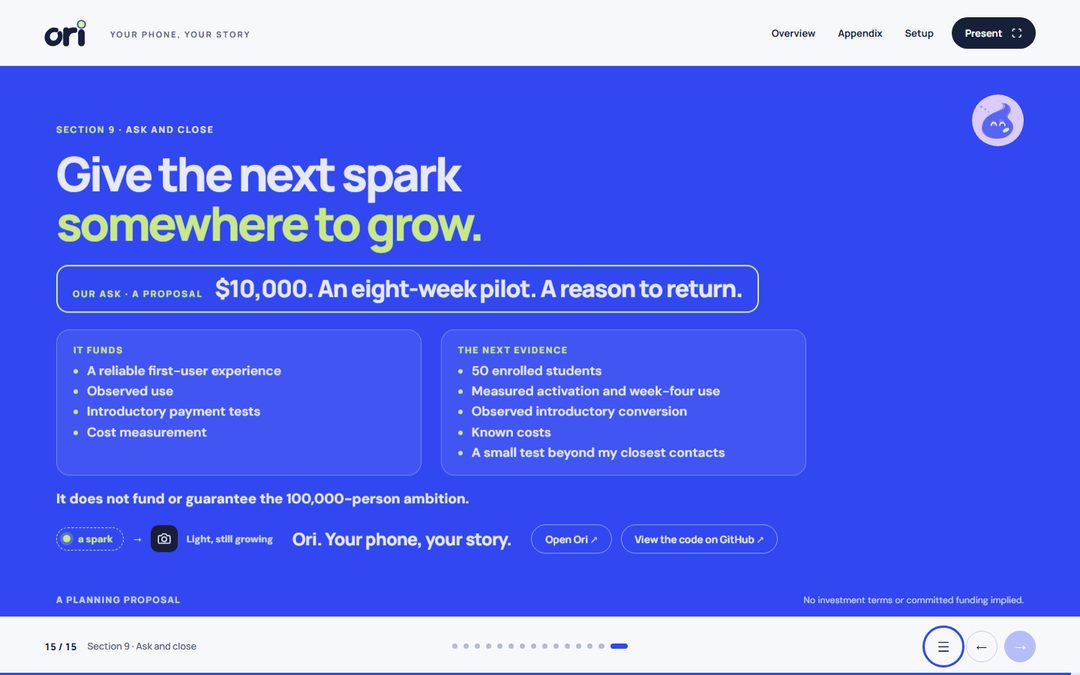 ori YOUR PHONE, YOUR STORY
Overview Appendix Setup Present
SECTION 9 · ASK AND CLOSE
Give the next spark
somewhere to grow.
OUR ASK · A PROPOSAL $10,000. An eight-week pilot. A reason to return.
IT FUNDS
• A reliable first-user experience
• Observed use
• Introductory payment tests
• Cost measurement
THE NEXT EVIDENCE
• 50 enrolled students
• Measured activation and week-four use
• Observed introductory conversion
• Known costs
• A small test beyond my closest contacts
It does not fund or guarantee the 100,000-person ambition.
a spark → Light, still growing Ori. Your phone, your story. Open Ori ↗ View the code on GitHub ↗
A PLANNING PROPOSAL No investment terms or committed funding implied.
15 / 15 Section 9 · Ask and close ← →